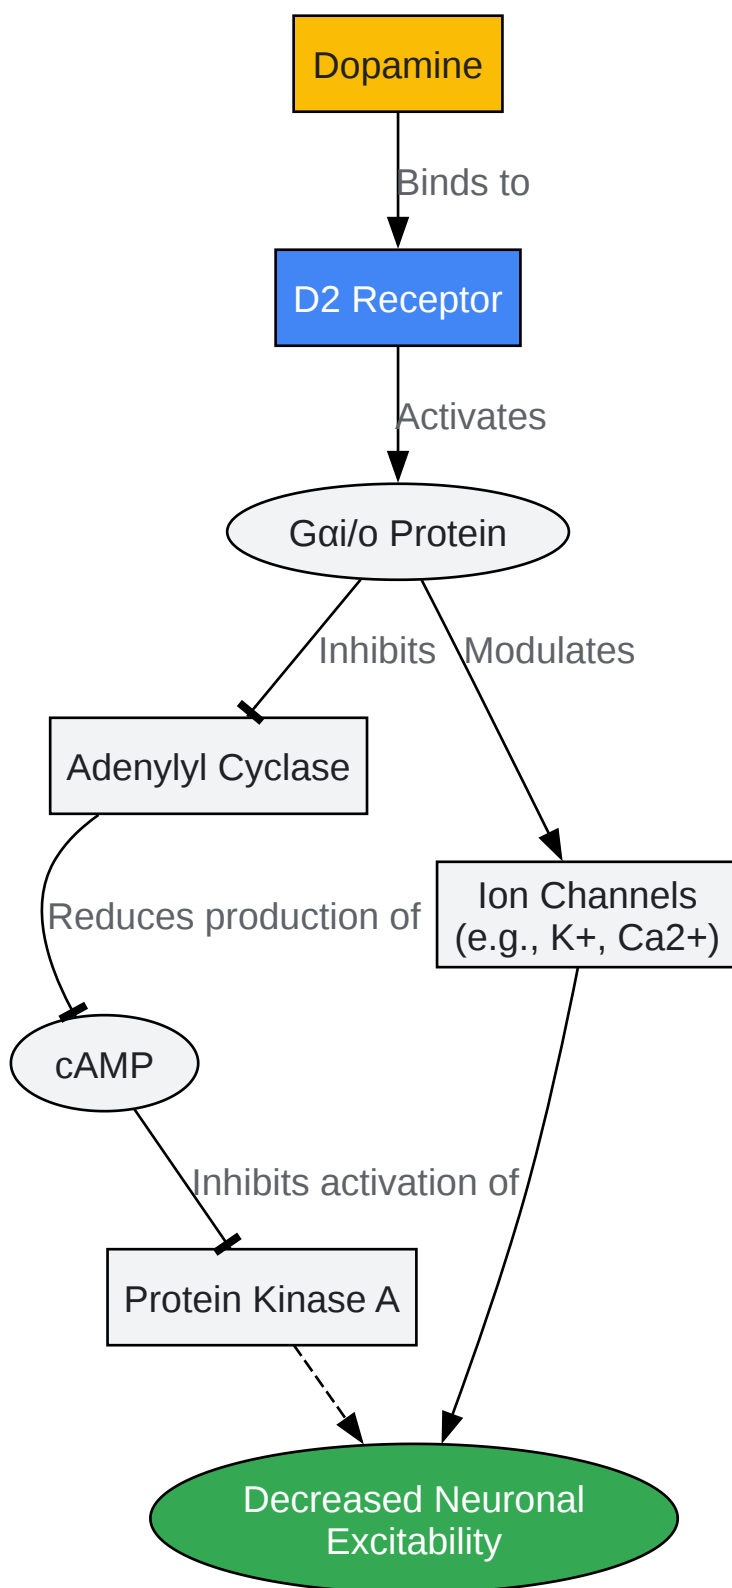 Dopamine
Binds to
D2 Receptor
Activates
Gαi/o Protein
Inhibits
Modulates
Adenylyl Cyclase
Ion Channels
(e.g., K+, Ca2+)
Reduces production of
cAMP
Inhibits activation of
Protein Kinase A
Decreased Neuronal
Excitability